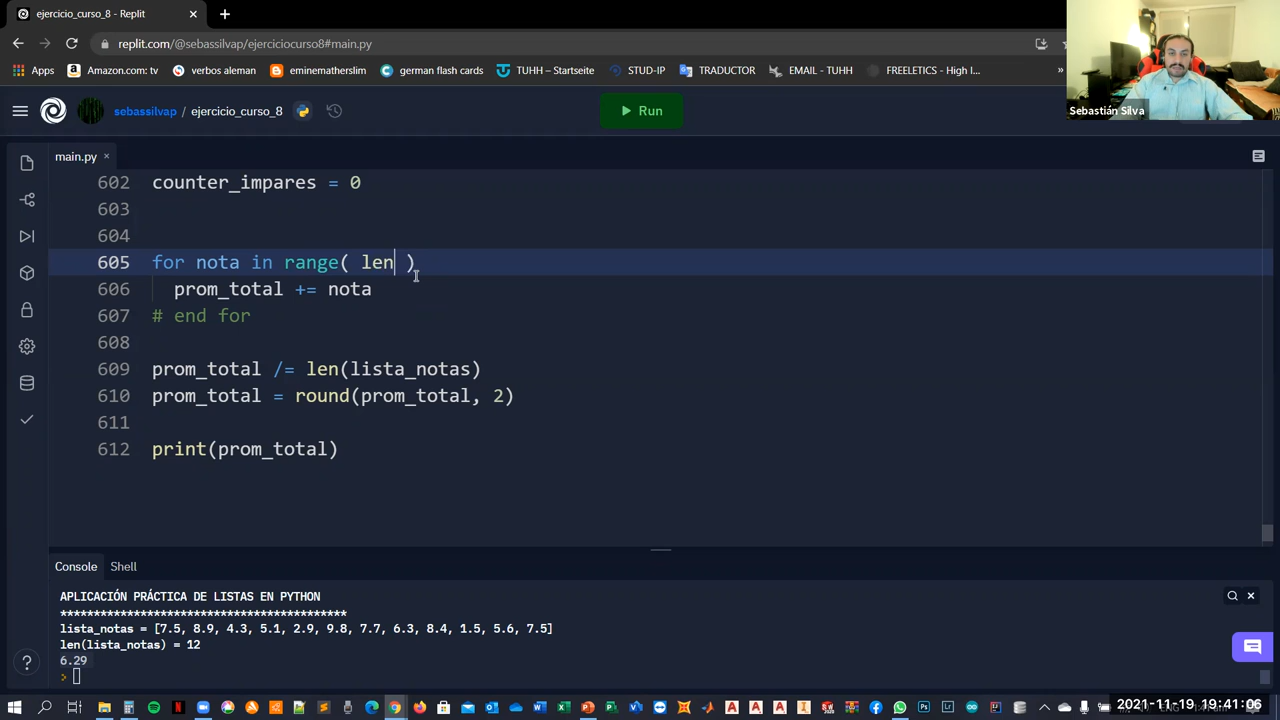 ejercicio_curso_8 - Replit
replit.com/@sebassilvap/ejerciciocurso8#main.py
Apps Amazon.com: tv verbos aleman eminematherslim german flas TUHH – Startseite STUD-IP TRADUCTOR EMAIL - TUHH FREELETICS - High I... »
Sebastián Silva
sebassilvap / ejercicio_curso_8
Run
main.py ×
602 counter_impares = 0
603
604
605 for nota in range( len )
606 prom_total += nota
607 # end for
608
609 prom_total /= len(lista_notas)
610 prom_total = round(prom_total, 2)
611
612 print(prom_total)
Console Shell
APLICACIÓN PRÁCTICA DE LISTAS EN PYTHON
*******************************************
lista_notas = [7.5, 8.9, 4.3, 5.1, 2.9, 9.8, 7.7, 6.3, 8.4, 1.5, 5.6, 7.5]
len(lista_notas) = 12
6.29
>
2021-11-19 19:41:06